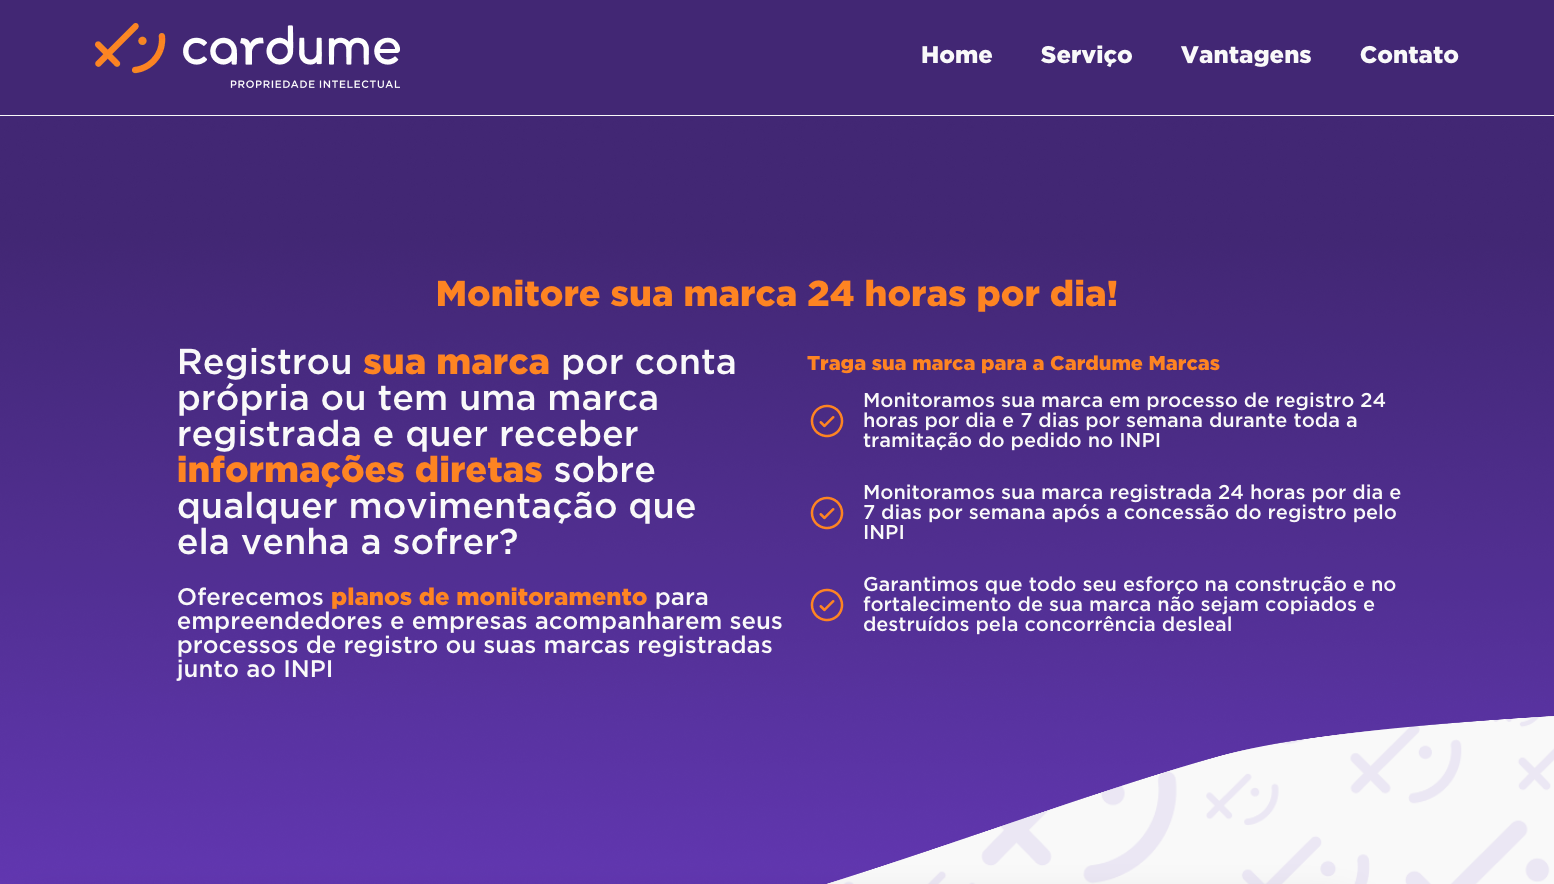 cardume
PROPRIEDADE INTELECTUAL
Home
Serviço
Vantagens
Contato
Monitore sua marca 24 horas por dia!
Registrou sua marca por conta
própria ou tem uma marca
registrada e quer receber
informações diretas sobre
qualquer movimentação que
ela venha a sofrer?
Oferecemos planos de monitoramento para
empreendedores e empresas acompanharem seus
processos de registro ou suas marcas registradas
junto ao INPI
Traga sua marca para a Cardume Marcas
Monitoramos sua marca em processo de registro 24
horas por dia e 7 dias por semana durante toda a
tramitação do pedido no INPI
Monitoramos sua marca registrada 24 horas por dia e
7 dias por semana após a concessão do registro pelo
INPI
Garantimos que todo seu esforço na construção e no
fortalecimento de sua marca não sejam copiados e
destruídos pela concorrência desleal